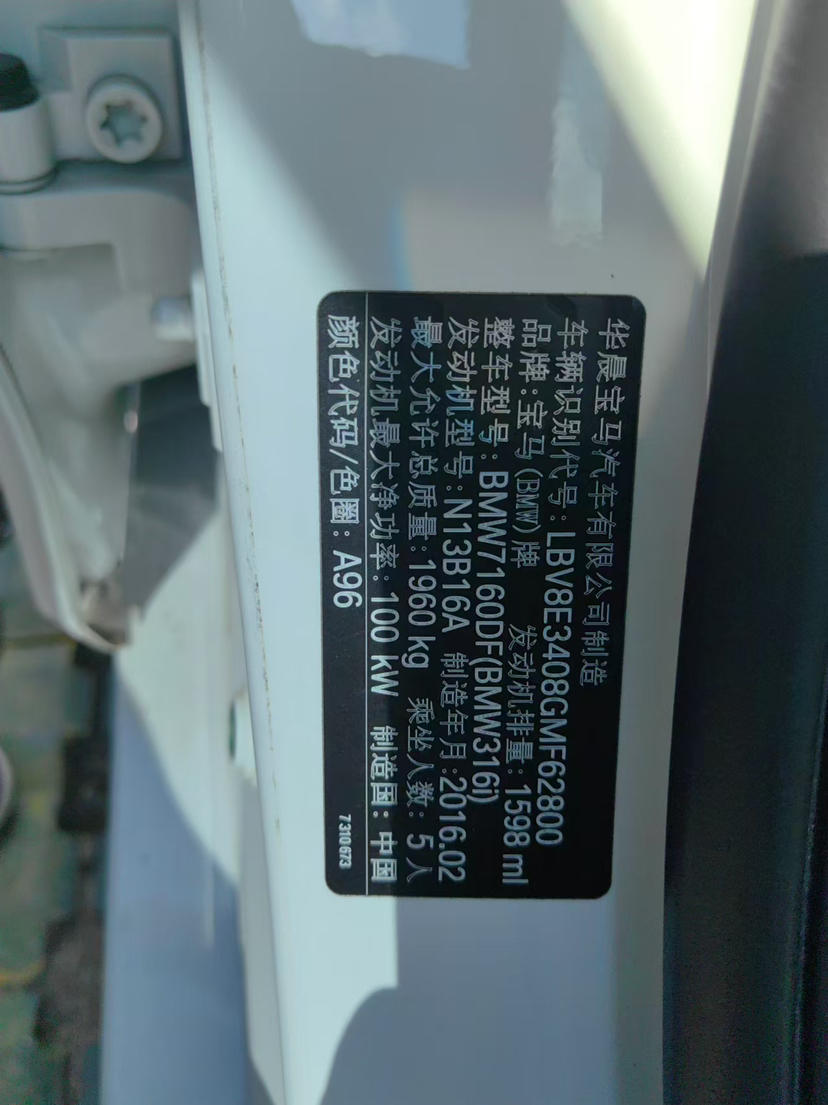 华晨宝马汽车有限公司制造
车辆识别代号:LBV8E3408GMF62800
品牌:宝马(BMW)牌 发动机排量:1598 ml
整车型号:BMW7160DF(BMW316i)
发动机型号:N13B16A 制造年月:2016.02
最大允许总质量:1960 kg 乘坐人数:5人
发动机最大净功率:100 kW 制造国:中国
颜色代码/色圈:A96 7310673